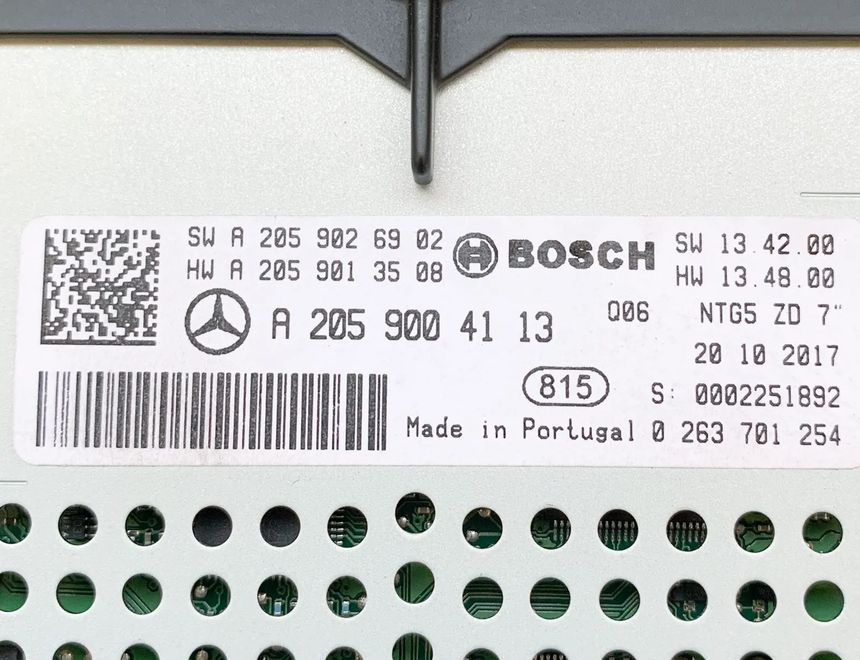 SW A 205 902 69 02
HW A 205 901 35 08
BOSCH
SW 13.42.00
HW 13.48.00
A 205 900 41 13
Q06 NTG5 ZD 7"
20 10 2017
815
S: 0002251892
Made in Portugal 0 263 701 254